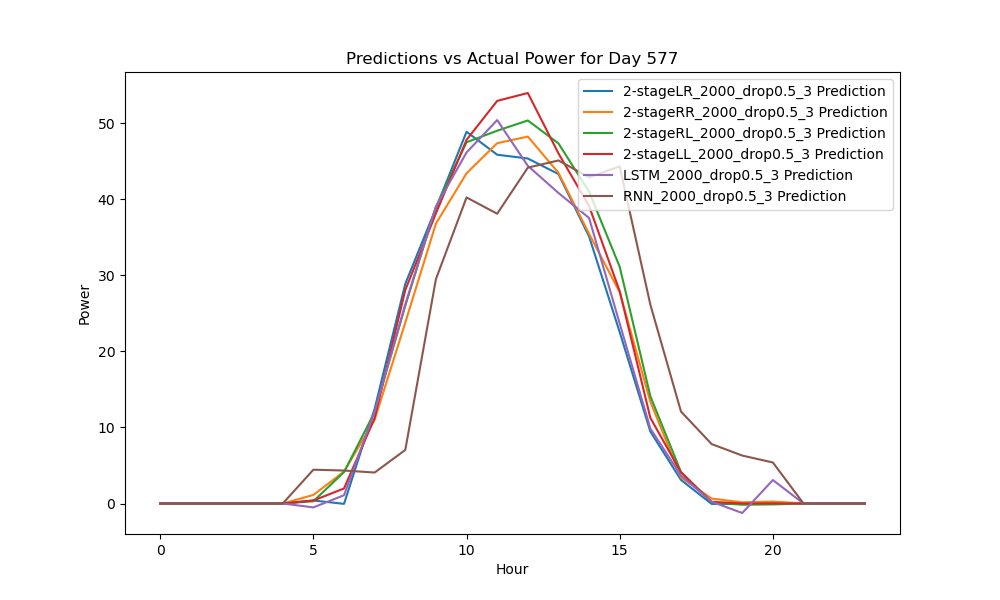 Predictions vs Actual Power for Day 577
2-stageLR_2000_drop0.5_3 Prediction
2-stageRR_2000_drop0.5_3 Prediction
2-stageRL_2000_drop0.5_3 Prediction
2-stageLL_2000_drop0.5_3 Prediction
LSTM_2000_drop0.5_3 Prediction
RNN_2000_drop0.5_3 Prediction
Power
50
40
30
20
10
0
0 5 10 15 20
Hour